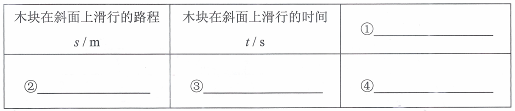 木块在斜面上滑行的路程
s / m
木块在斜面上滑行的时间
t / s
①
②
③
④